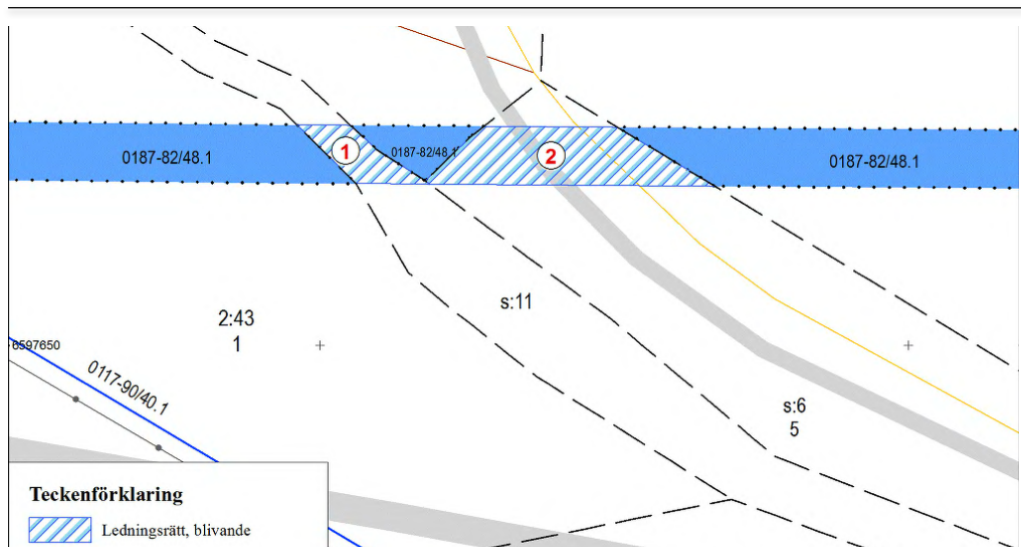 0187-82/48.1
1
0187-82/48.1
2
0187-82/48.1
s:11
2:43
1
6597650
0117-90/40.1
s:6
5
Teckenförklaring
Ledningsrätt, blivande